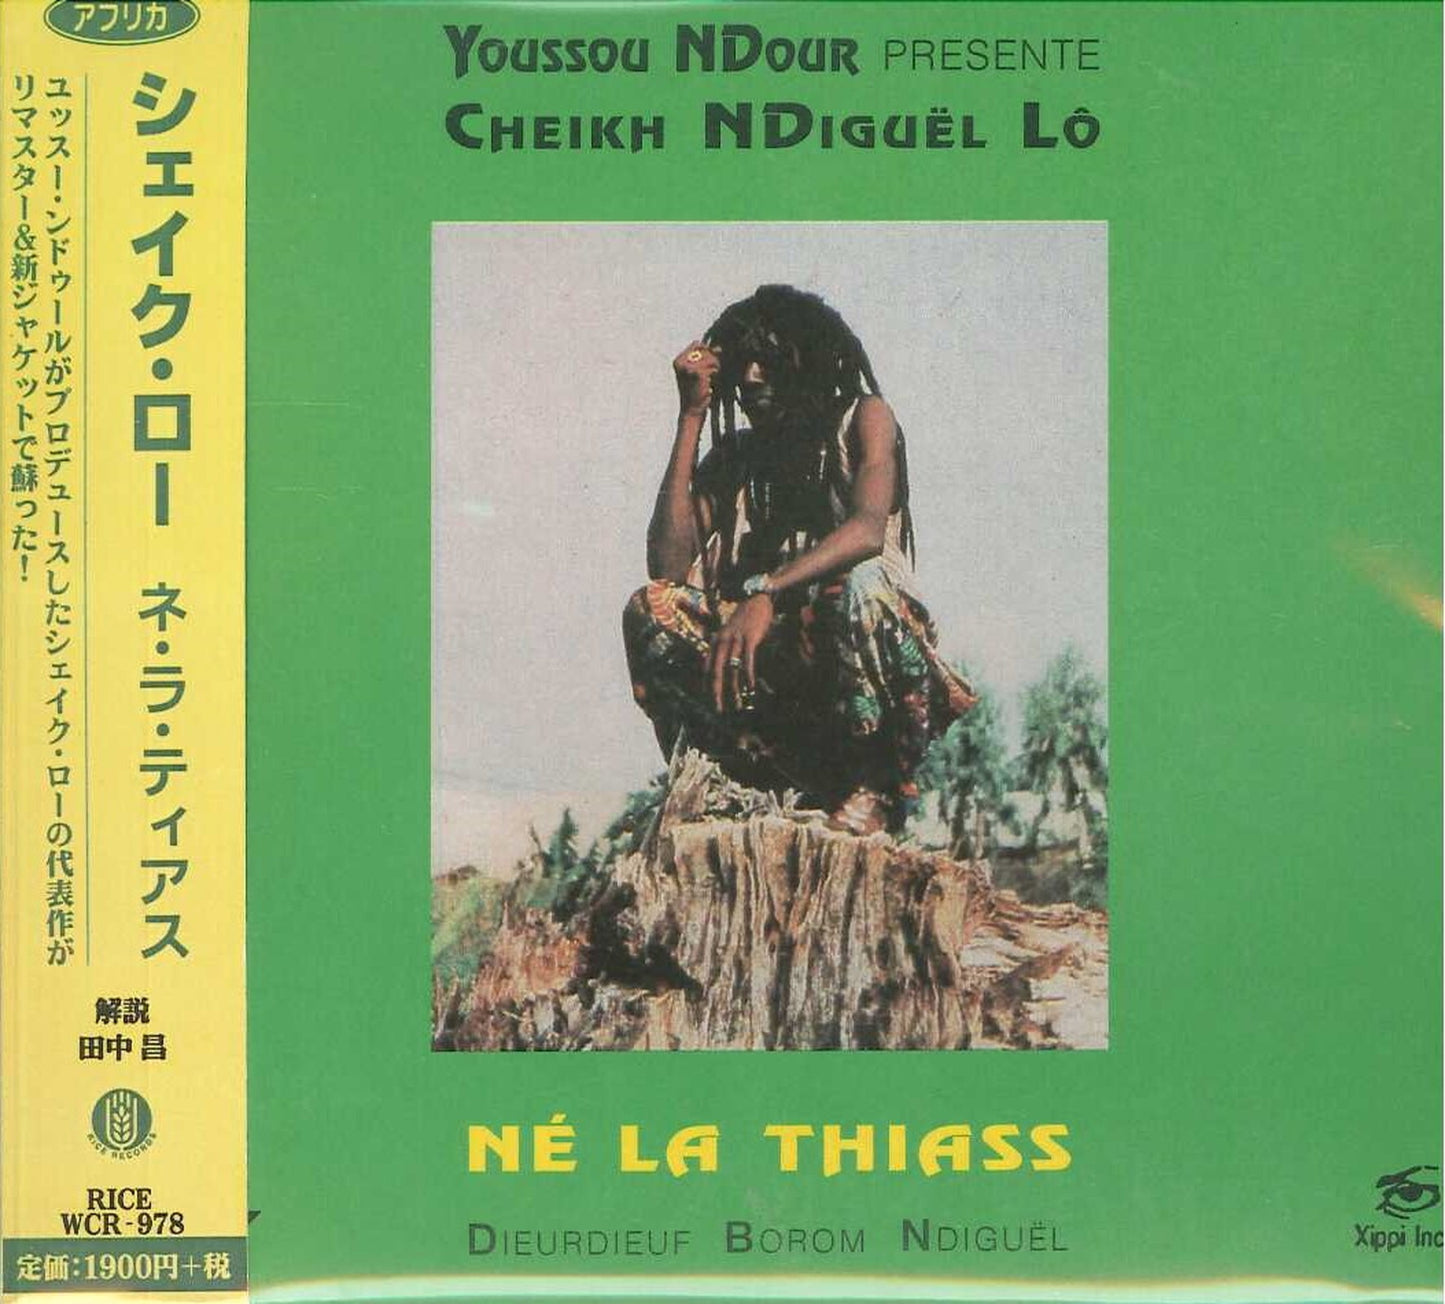 アフリカ
シェイク・ロー ネ・ラ・ティアス
ユッスー・ンドゥールがプロデュースしたシェイク・ローの代表作が
リマスター&新ジャケットで蘇った!
解説
田中 昌
RICE RECORDS
RICE
WCR-978
定価:1900円+税
YOUSSOU NDOUR PRESENTE
CHEIKH NDIGUËL LÔ
NÉ LA THIASS
DIEURDIEUF BOROM NDIGUËL
Xippi Inc